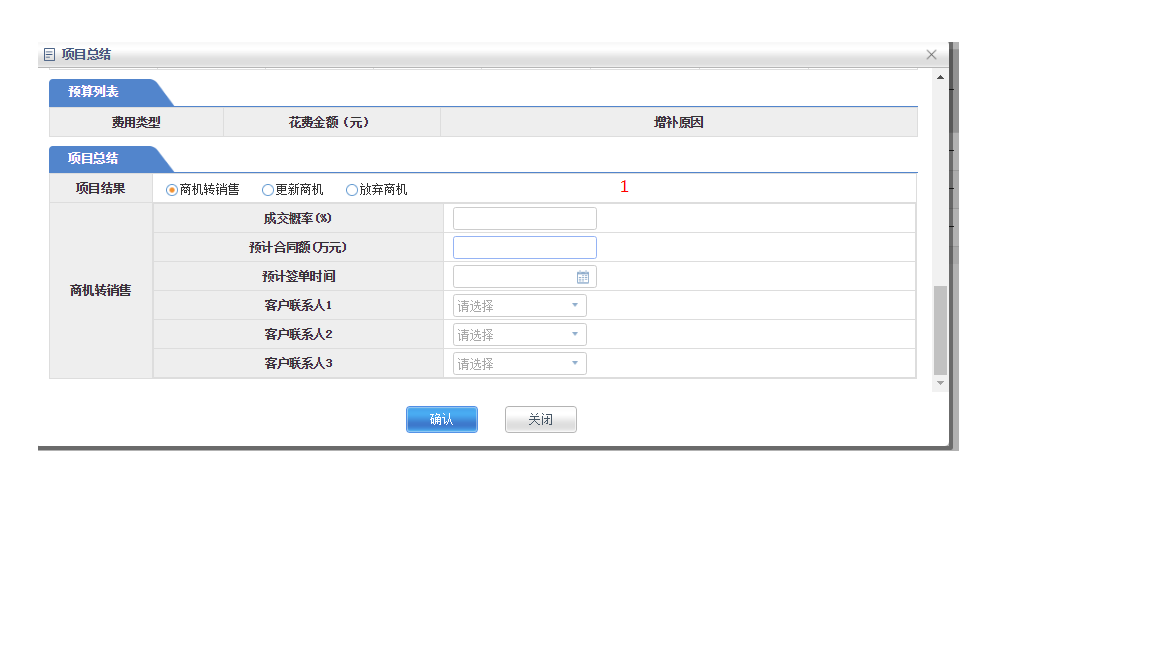 项目总结
预算列表
费用类型 花费金额（元） 增补原因
项目总结
项目结果 商机转销售 更新商机 放弃商机 1
成交概率(%)
预计合同额(万元)
预计签单时间
商机转销售
客户联系人1 请选择
客户联系人2 请选择
客户联系人3 请选择
确认 关闭